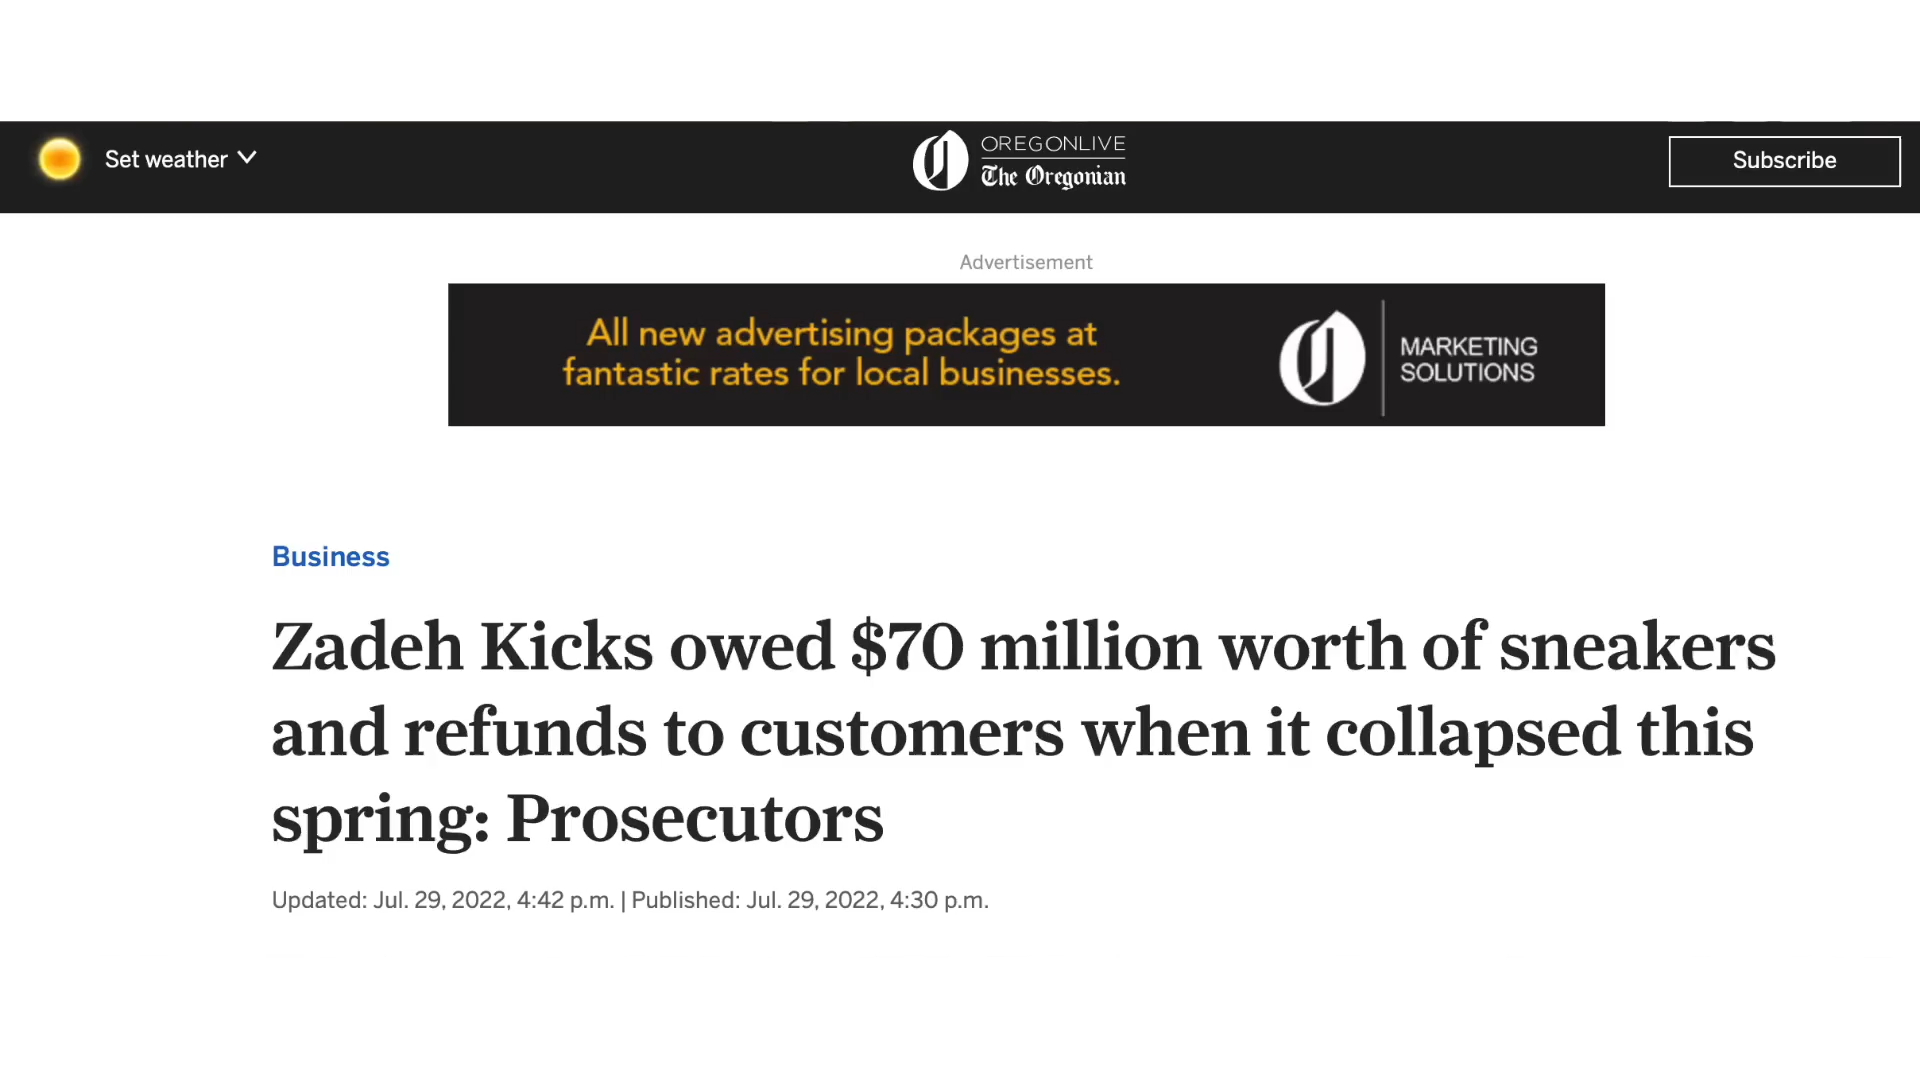 Set weather
OREGONLIVE
The Oregonian
Subscribe
Advertisement
All new advertising packages at
fantastic rates for local businesses.
MARKETING
SOLUTIONS
Business
Zadeh Kicks owed $70 million worth of sneakers
and refunds to customers when it collapsed this
spring: Prosecutors
Updated: Jul. 29, 2022, 4:42 p.m. | Published: Jul. 29, 2022, 4:30 p.m.